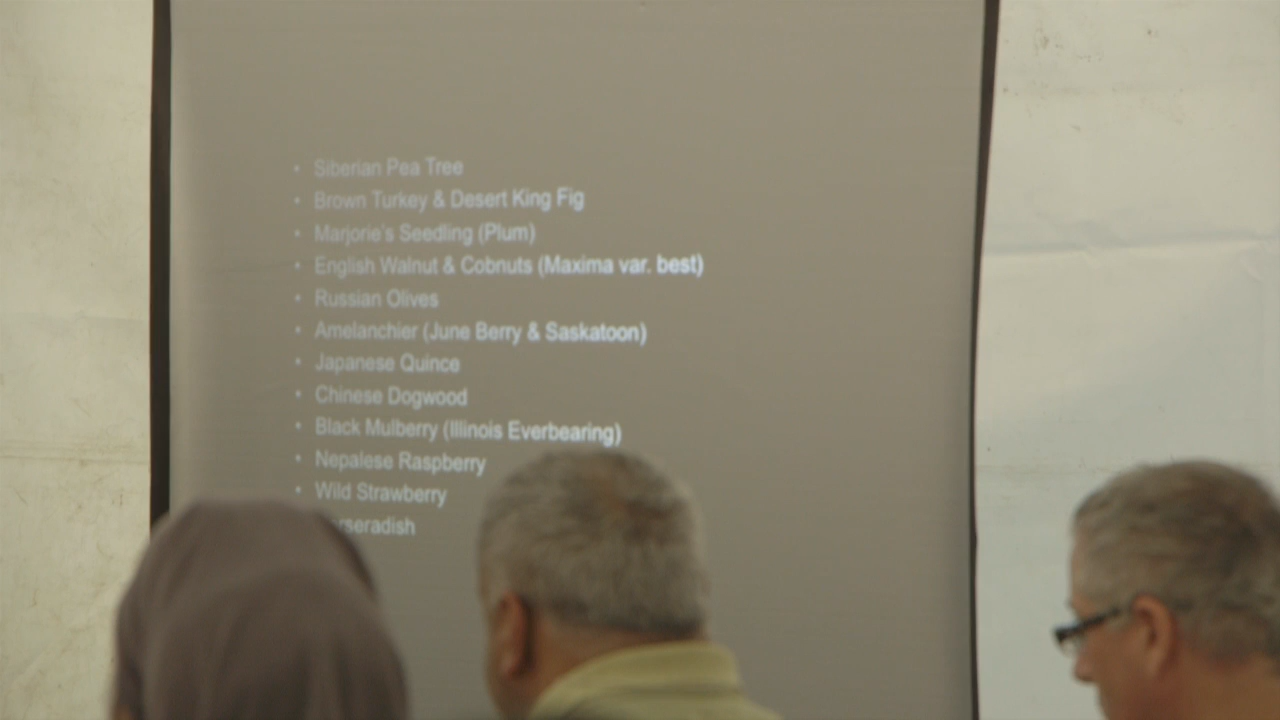 • Siberian Pea Tree
• Brown Turkey & Desert King Fig
• Marjorie's Seedling (Plum)
• English Walnut & Cobnuts (Maxima var. best)
• Russian Olives
• Amelanchier (June Berry & Saskatoon)
• Japanese Quince
• Chinese Dogwood
• Black Mulberry (Illinois Everbearing)
• Nepalese Raspberry
• Wild Strawberry